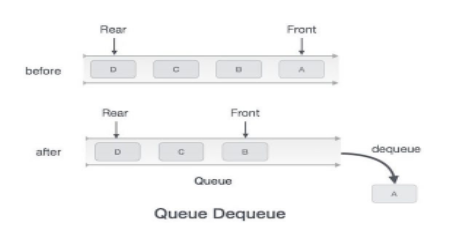 Rear Front
before D C B A
Rear Front
after D C B dequeue
Queue A
Queue Dequeue